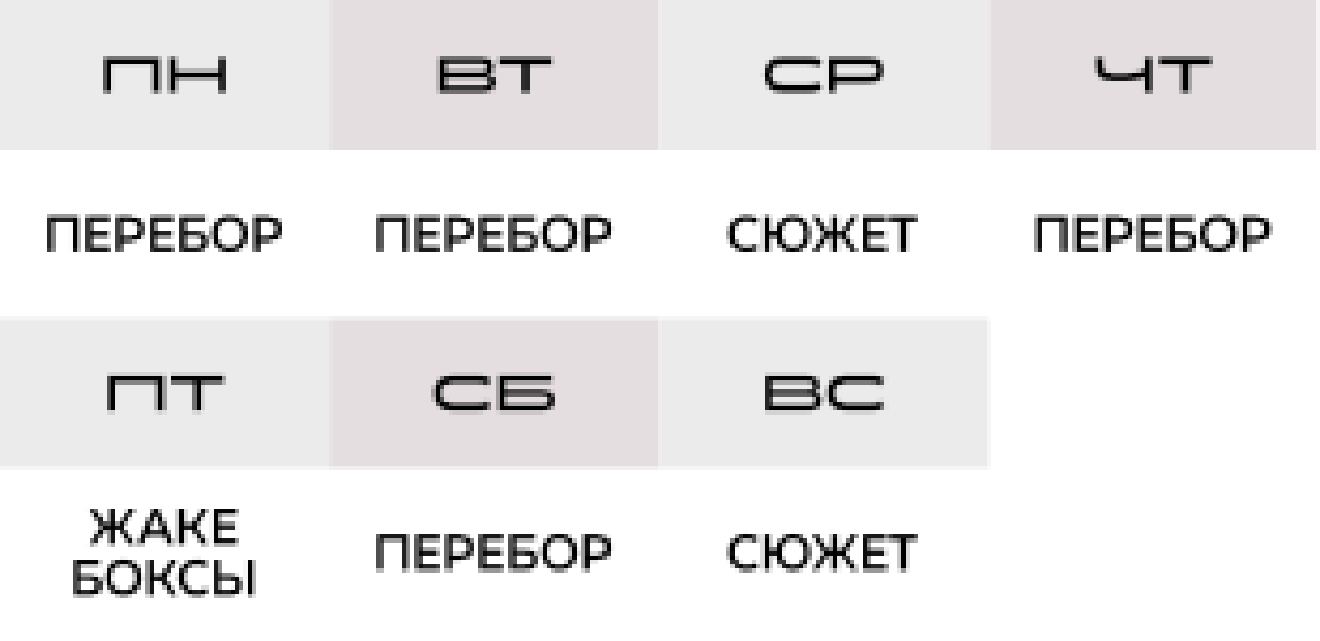 ПН ВТ СР ЧТ
ПЕРЕБОР ПЕРЕБОР СЮЖЕТ ПЕРЕБОР
ПТ СБ ВС
ЖАКЕ
БОКСЫ ПЕРЕБОР СЮЖЕТ